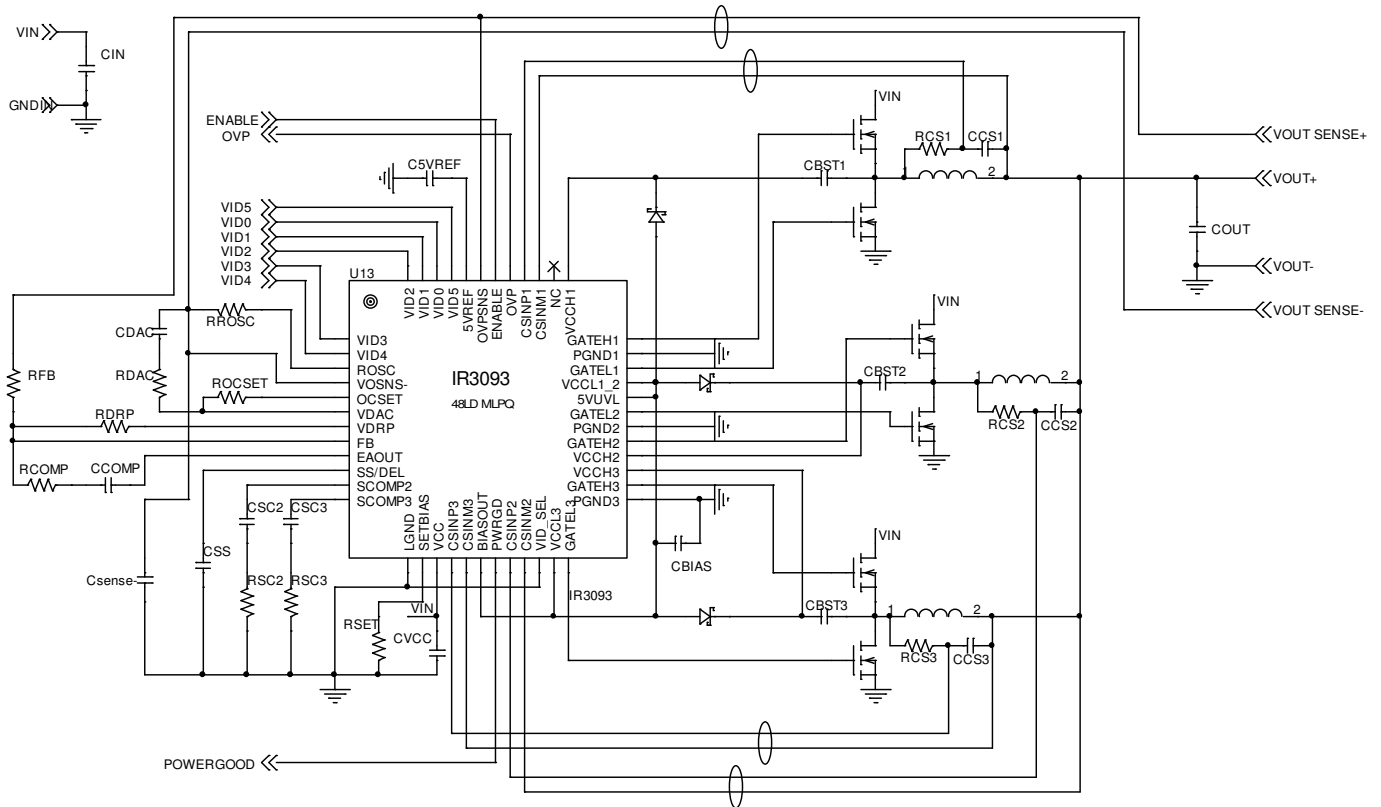 VIN
CIN
GNDIN
ENABLE
OVP
C5VREF
VID5
VID0
VID1
VID2
VID3
VID4
U13
VID2
VID1
VID0
VID5
5VREF
OVPSNS
ENABLE
OVP
CSINP1
CSINM1
NC
VCCH1
CDAC
RROSC
RFB
RDAC
ROCSET
RDRP
RCOMP
CCOMP
VID3
VID4
ROSC
VOSNS-
OCSET
VDAC
VDRP
FB
EAOUT
SS/DEL
SCOMP2
SCOMP3
IR3093
48LD MLPQ
GATEH1
PGND1
GATEL1
VCCL1_2
5VUVL
GATEL2
PGND2
GATEH2
VCCH2
VCCH3
GATEH3
PGND3
LGND
SETBIAS
VCC
CSINP3
CSINM3
BIASOUT
PWRGD
CSINP2
CSINM2
VID_SEL
VCCL3
GATEL3
IR3093
CSC2
CSC3
CSS
Csense-
RSC2
RSC3
VIN
RSET
CVCC
CBIAS
POWERGOOD
VIN
RCS1
CCS1
CBST1
1
2
VIN
CBST2
1
2
RCS2
CCS2
VIN
CBST3
1
2
RCS3
CCS3
VOUT SENSE+
VOUT+
COUT
VOUT-
VOUT SENSE-